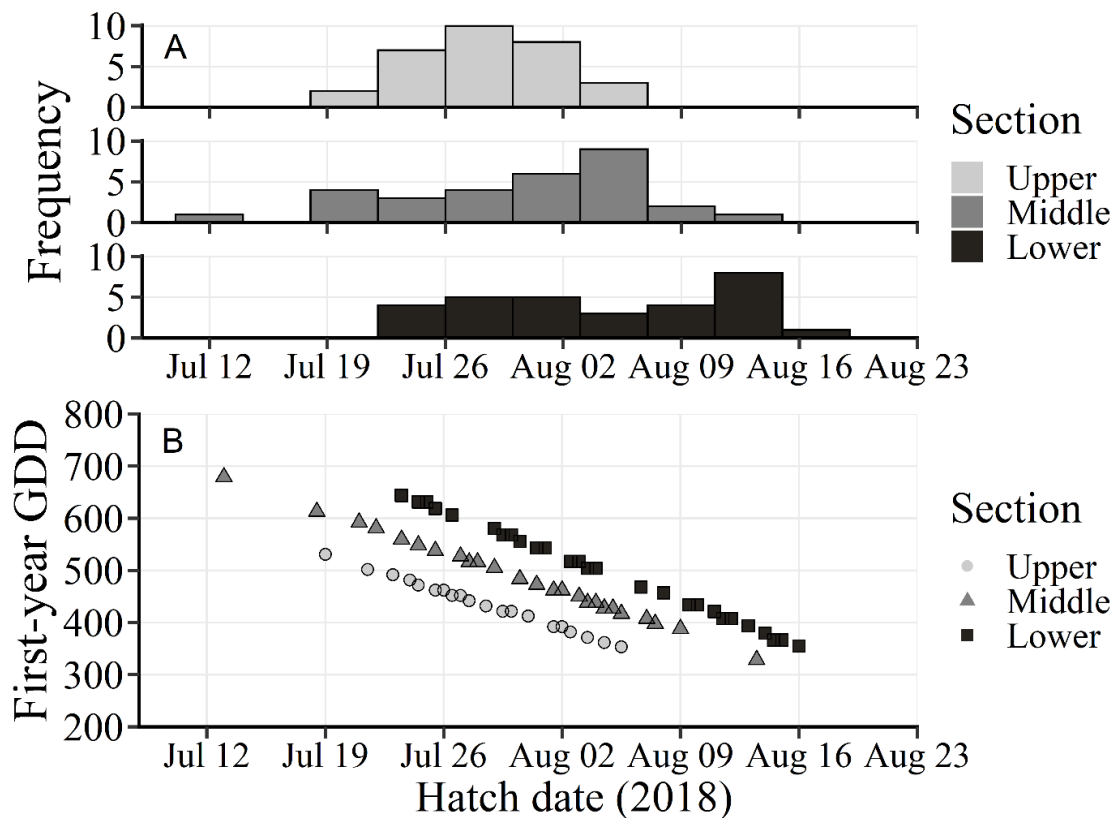 A
10
5
0
10
5
0
10
5
0
Frequency
Jul 12 Jul 19 Jul 26 Aug 02 Aug 09 Aug 16 Aug 23
Section
Upper
Middle
Lower
B
800
700
600
500
400
300
200
First-year GDD
Jul 12 Jul 19 Jul 26 Aug 02 Aug 09 Aug 16 Aug 23
Hatch date (2018)
Section
Upper
Middle
Lower